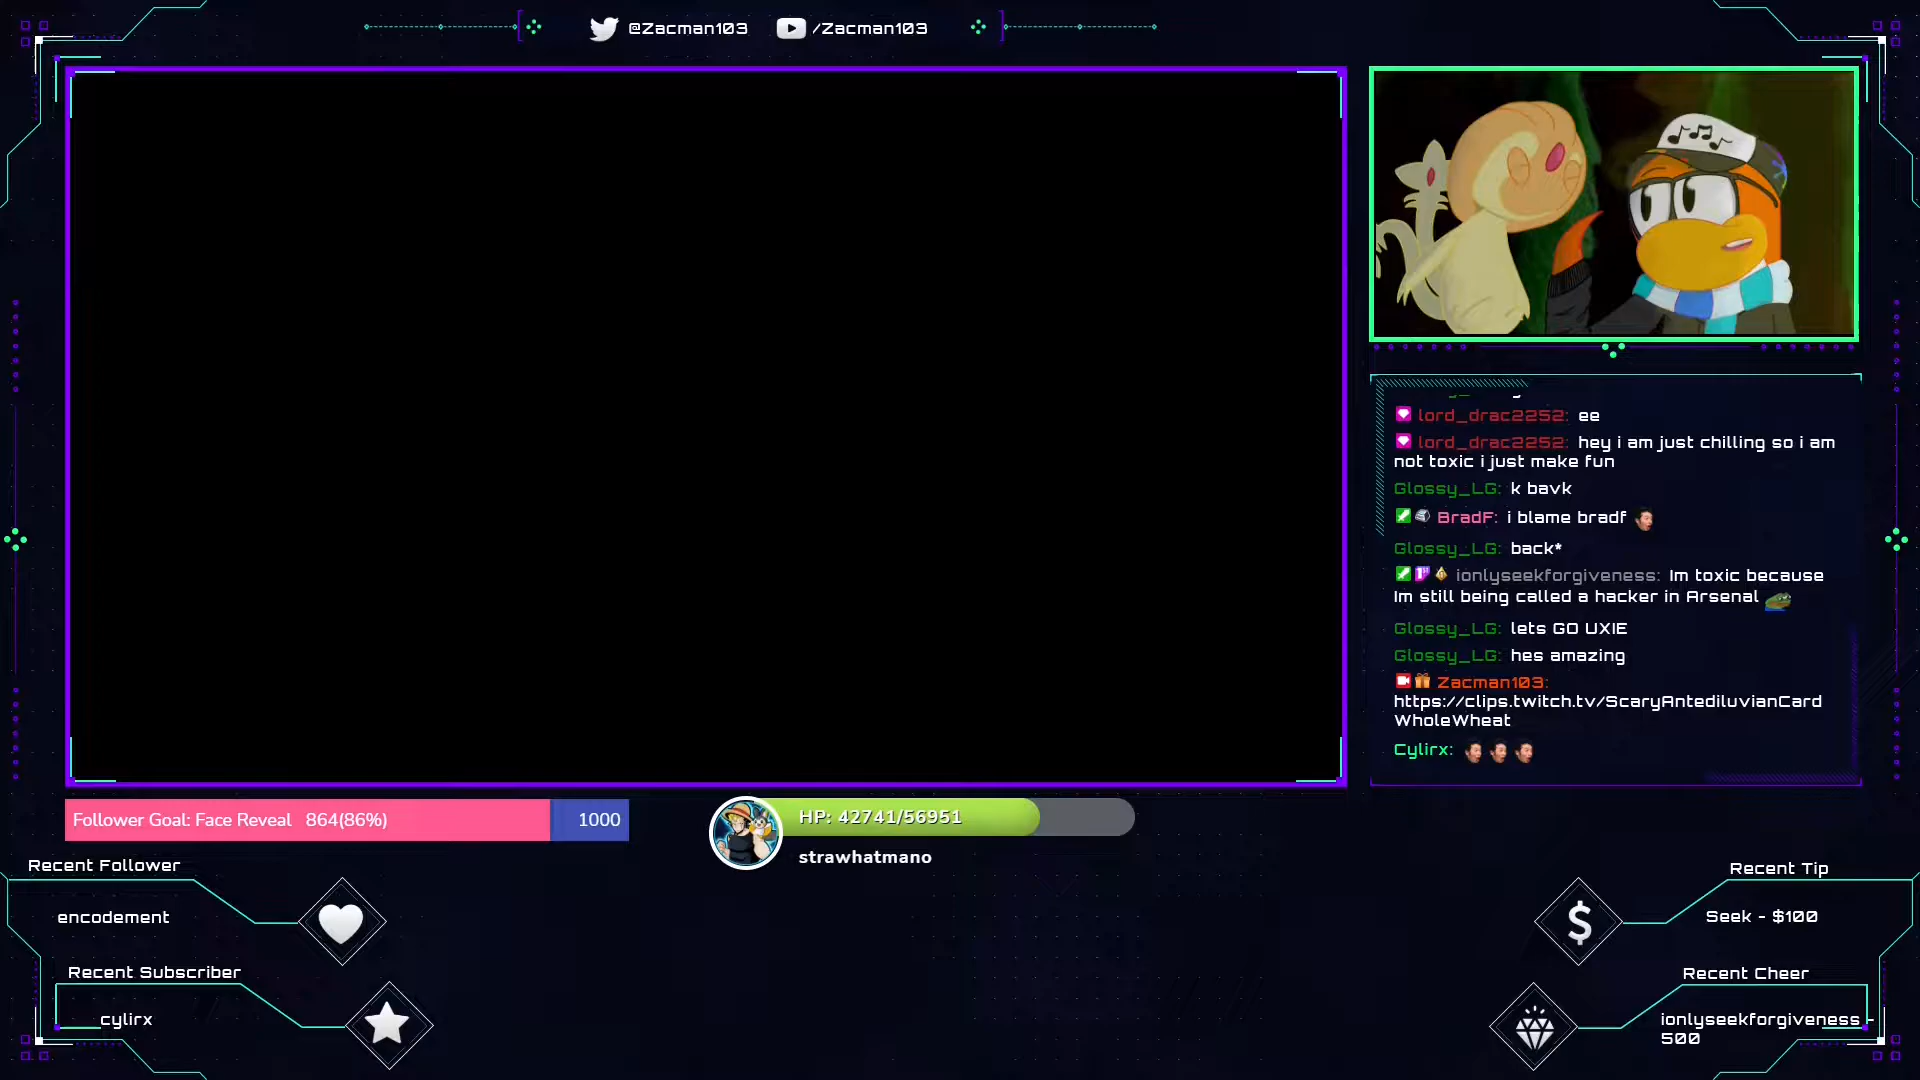 @Zacman103 /Zacman103
lord_drac2252: ee
lord_drac2252: hey i am just chilling so i am
not toxic i just make fun
Glossy_LG: k bavk
BradF: i blame bradf
Glossy_LG: back*
ionlyseekforgiveness: Im toxic because
Im still being called a hacker in Arsenal
Glossy_LG: lets GO UXIE
Glossy_LG: hes amazing
Zacman103:
https://clips.twitch.tv/ScaryAntediluvianCard
WholeWheat
Cylirx:
Follower Goal: Face Reveal 864(86%) 1000
HP: 42741/56951
strawhatmano
Recent Follower
encodement
Recent Subscriber
cylirx
Recent Tip
Seek - $100
Recent Cheer
ionlyseekforgiveness -
500